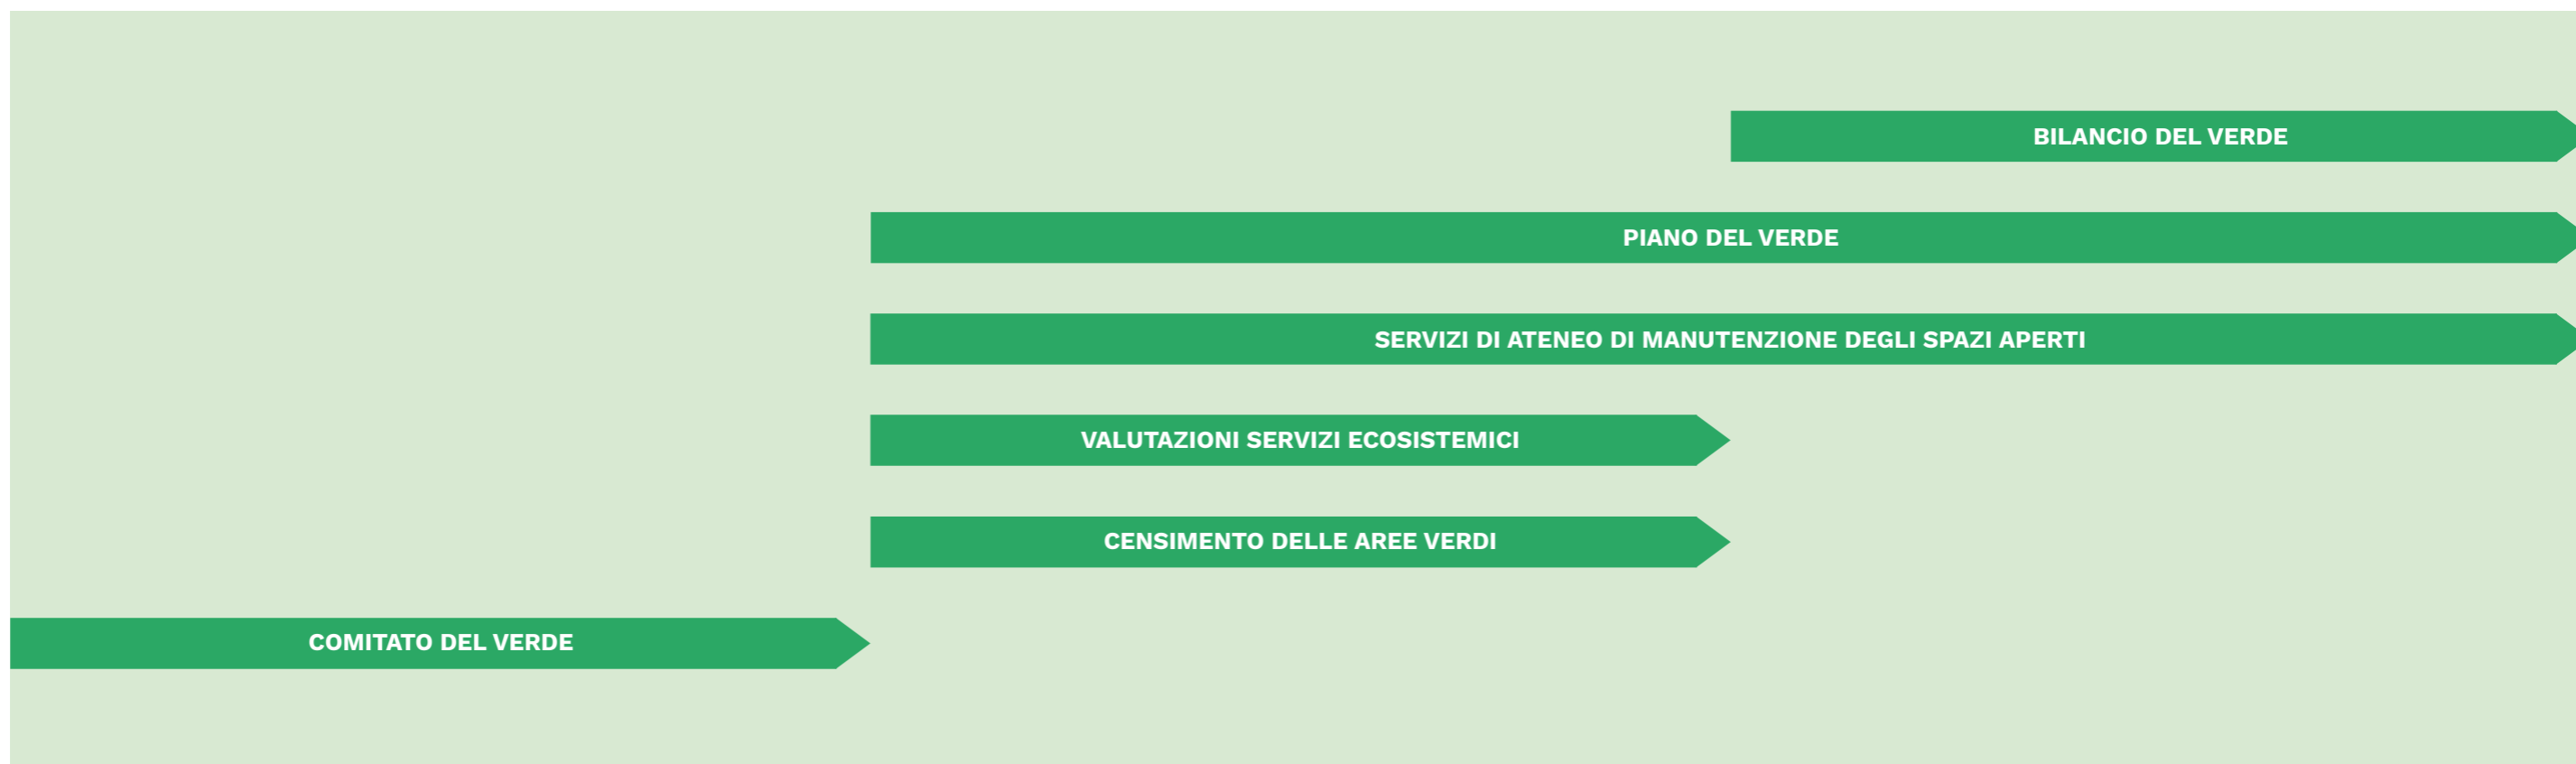 BILANCIO DEL VERDE
PIANO DEL VERDE
SERVIZI DI ATENEO DI MANUTENZIONE DEGLI SPAZI APERTI
VALUTAZIONI SERVIZI ECOSISTEMICI
CENSIMENTO DELLE AREE VERDI
COMITATO DEL VERDE